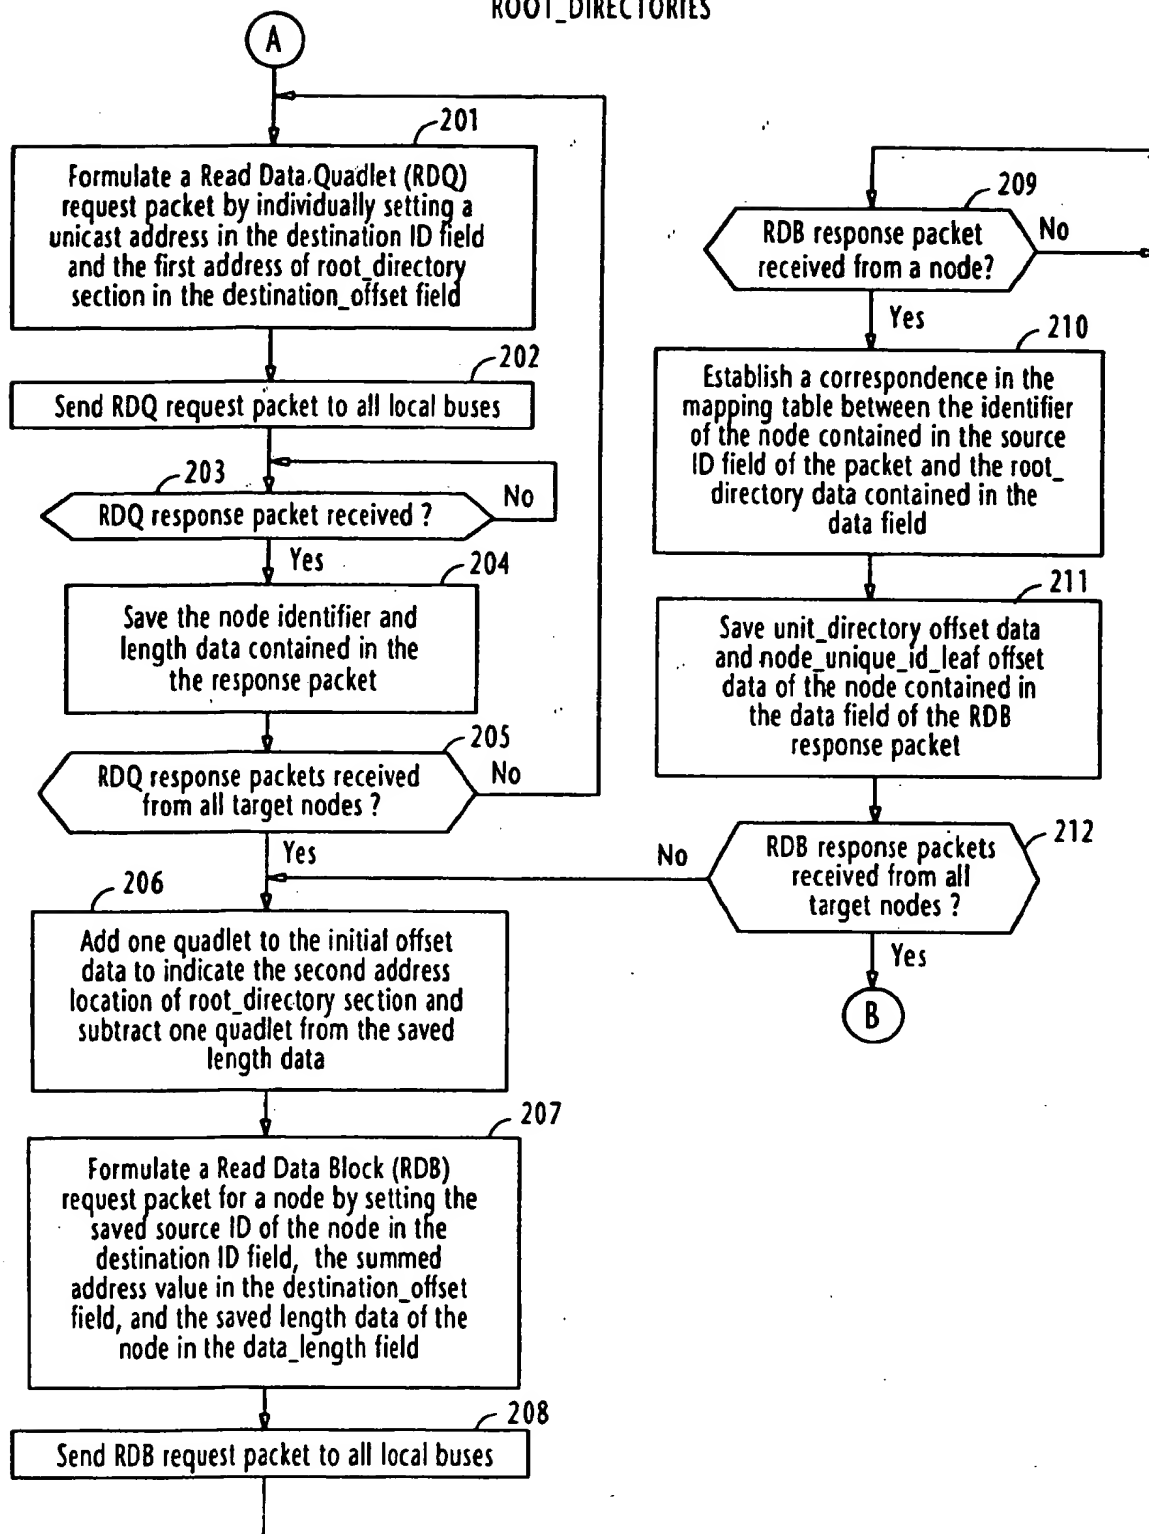 ROOT_DIRECTORIES
A
201
Formulate a Read Data Quadlet (RDQ)
request packet by individually setting a
unicast address in the destination ID field
and the first address of root_directory
section in the destination_offset field
202
Send RDQ request packet to all local buses
203
RDQ response packet received ?
No
Yes
204
Save the node identifier and
length data contained in the
the response packet
205
RDQ response packets received
from all target nodes ?
No
Yes
206
Add one quadlet to the initial offset
data to indicate the second address
location of root_directory section and
subtract one quadlet from the saved
length data
207
Formulate a Read Data Block (RDB)
request packet for a node by setting the
saved source ID of the node in the
destination ID field, the summed
address value in the destination_offset
field, and the saved length data of the
node in the data_length field
208
Send RDB request packet to all local buses
209
RDB response packet
received from a node?
No
Yes
210
Establish a correspondence in the
mapping table between the identifier
of the node contained in the source
ID field of the packet and the root_
directory data contained in the
data field
211
Save unit_directory offset data
and node_unique_id_leaf offset
data of the node contained in
the data field of the RDB
response packet
212
RDB response packets
received from all
target nodes ?
No
Yes
B